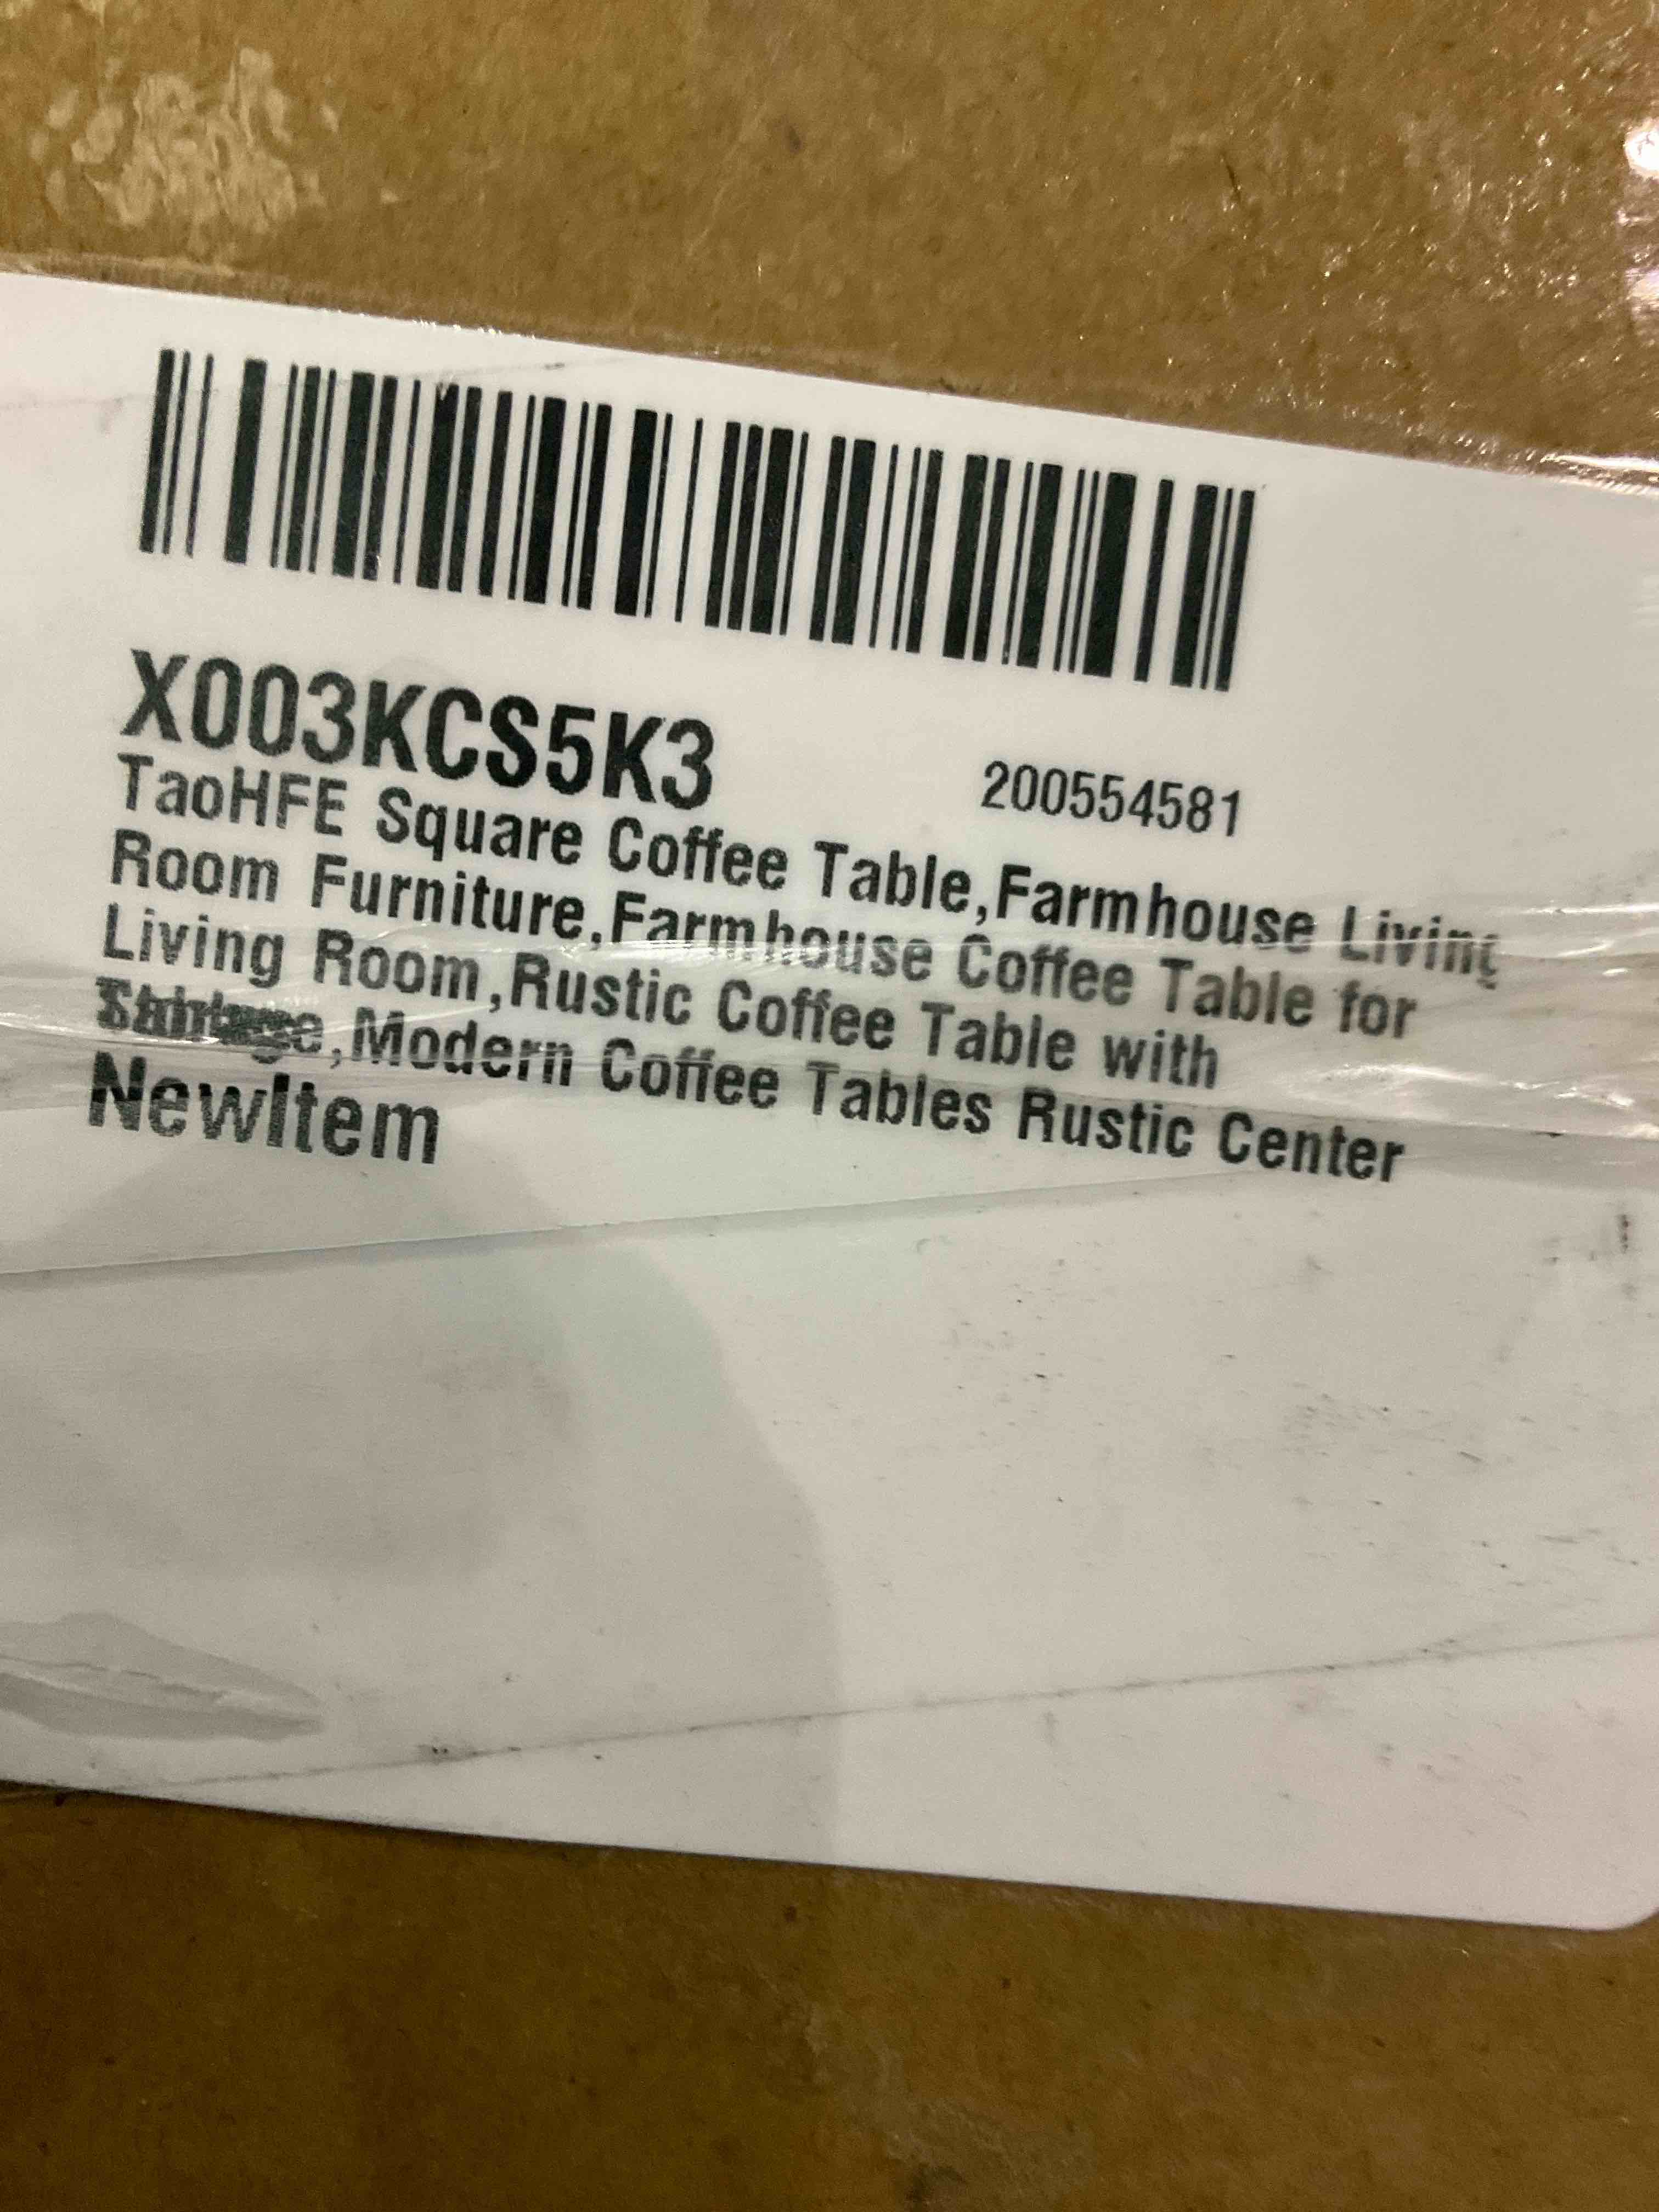 X003KCS5K3
200554581
TaoHFE Square Coffee Table,Farmhouse Living
Room Furniture,Farmhouse Coffee Table for
Living Room,Rustic Coffee Table with
,Modern Coffee Tables Rustic Center
NewItem